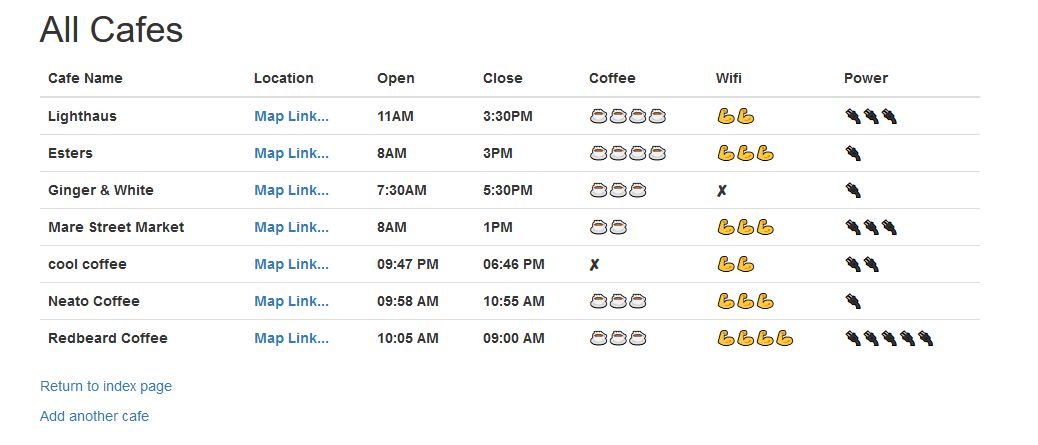 All Cafes
Cafe Name Location Open Close Coffee Wifi Power
Lighthaus Map Link... 11AM 3:30PM ☕☕☕☕ 💪💪 🔌🔌🔌
Esters Map Link... 8AM 3PM ☕☕☕☕ 💪💪💪 🔌
Ginger & White Map Link... 7:30AM 5:30PM ☕☕☕ ✘ 🔌
Mare Street Market Map Link... 8AM 1PM ☕☕ 💪💪💪 🔌🔌🔌
cool coffee Map Link... 09:47 PM 06:46 PM ✘ 💪💪 🔌🔌
Neato Coffee Map Link... 09:58 AM 10:55 AM ☕☕☕ 💪💪💪 🔌
Redbeard Coffee Map Link... 10:05 AM 09:00 AM ☕☕☕ 💪💪💪💪 🔌🔌🔌🔌🔌
Return to index page
Add another cafe